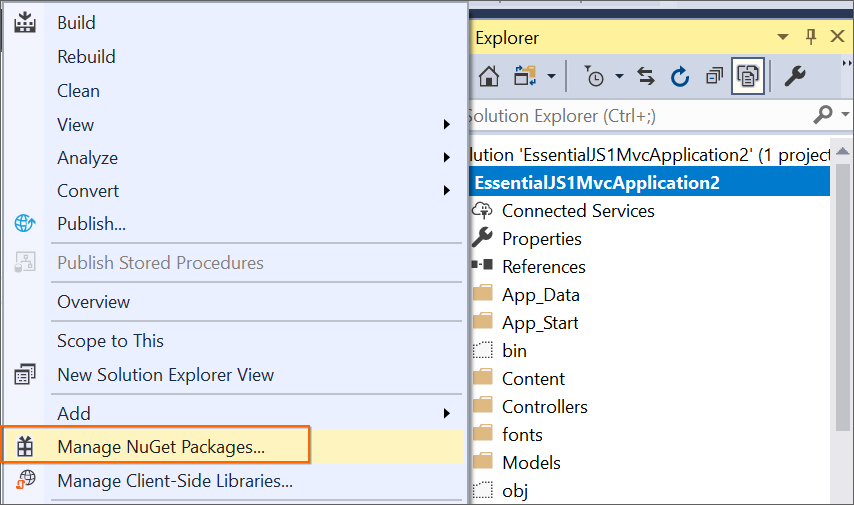 Build
Rebuild
Clean
View
Analyze
Convert
Publish...
Publish Stored Procedures
Overview
Scope to This
New Solution Explorer View
Add
Manage NuGet Packages...
Manage Client-Side Libraries...
Explorer
Solution Explorer (Ctrl+;)
lution 'EssentialJS1MvcApplication2' (1 project
EssentialJS1MvcApplication2
Connected Services
Properties
References
App_Data
App_Start
bin
Content
Controllers
fonts
Models
obj